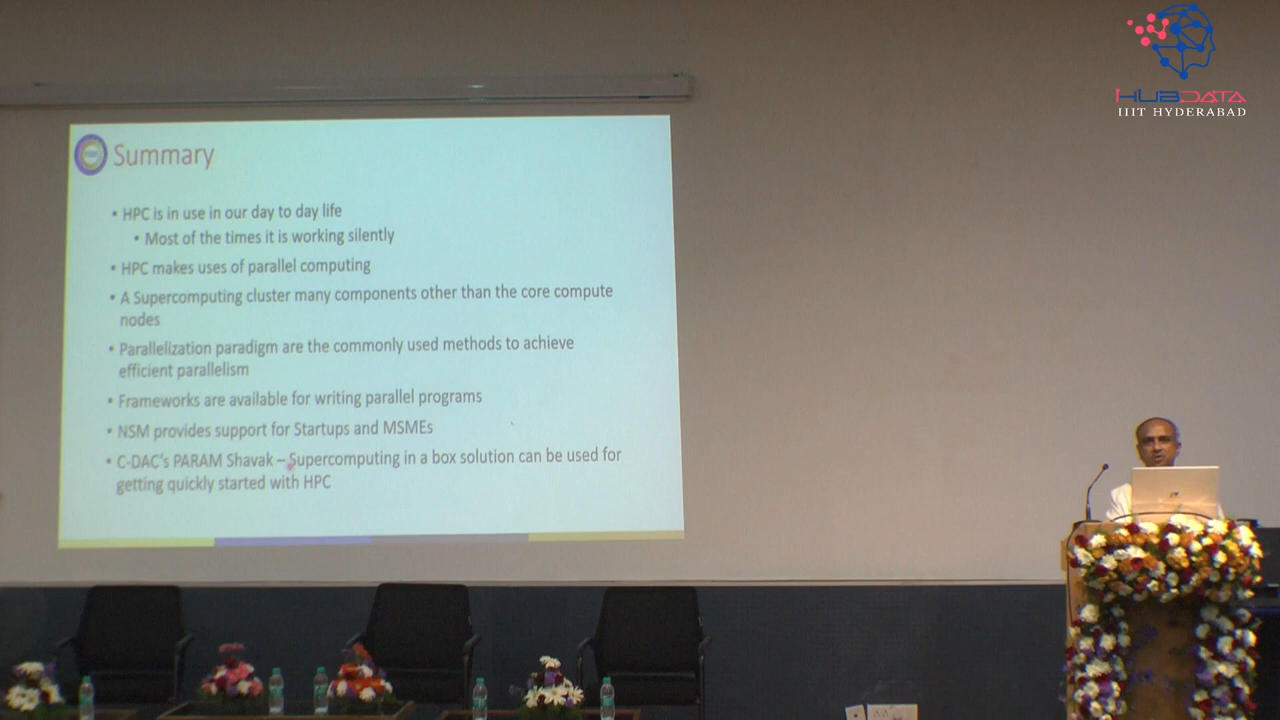 HUBDATA
IIIT HYDERABAD
Summary
• HPC is in use in our day to day life
• Most of the times it is working silently
• HPC makes uses of parallel computing
• A Supercomputing cluster many components other than the core compute
nodes
• Parallelization paradigm are the commonly used methods to achieve
efficient parallelism
• Frameworks are available for writing parallel programs
• NSM provides support for Startups and MSMEs
• C-DAC's PARAM Shavak – Supercomputing in a box solution can be used for
getting quickly started with HPC